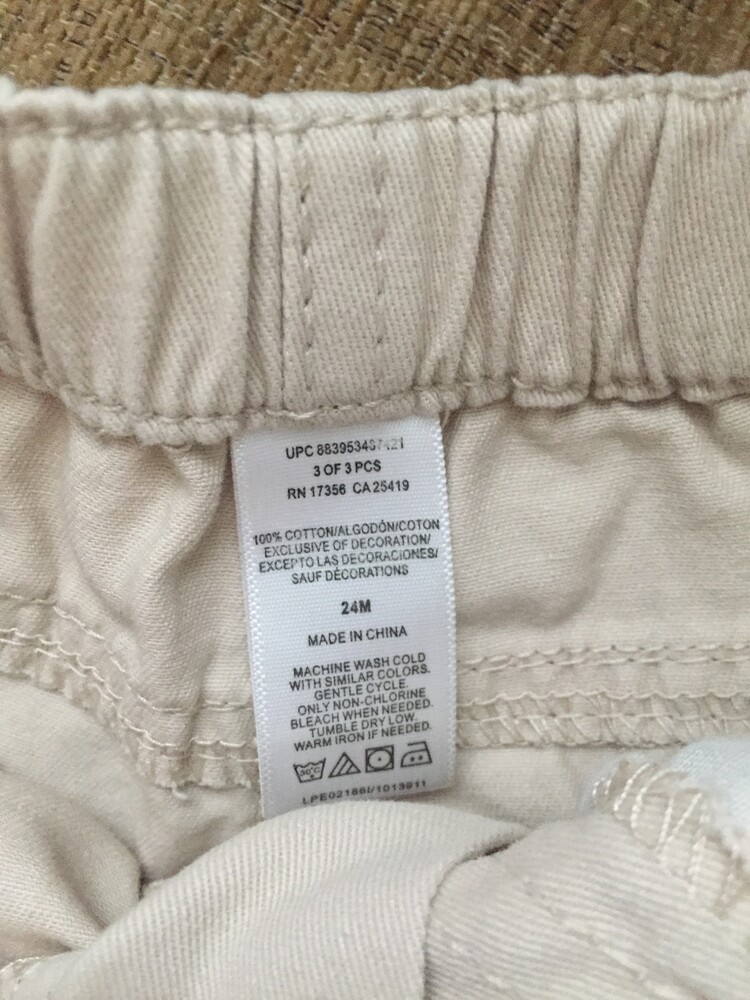 3 OF 3 PCS
RN 17356 CA 25419
100% COTTON/ALGODÓN/COTON
EXCLUSIVE OF DECORATION/
EXCEPTO LAS DECORACIONES/
SAUF DÉCORATIONS
24M
MADE IN CHINA
MACHINE WASH COLD
WITH SIMILAR COLORS.
GENTLE CYCLE.
ONLY NON-CHLORINE
BLEACH WHEN NEEDED.
TUMBLE DRY LOW.
WARM IRON IF NEEDED.
30°C